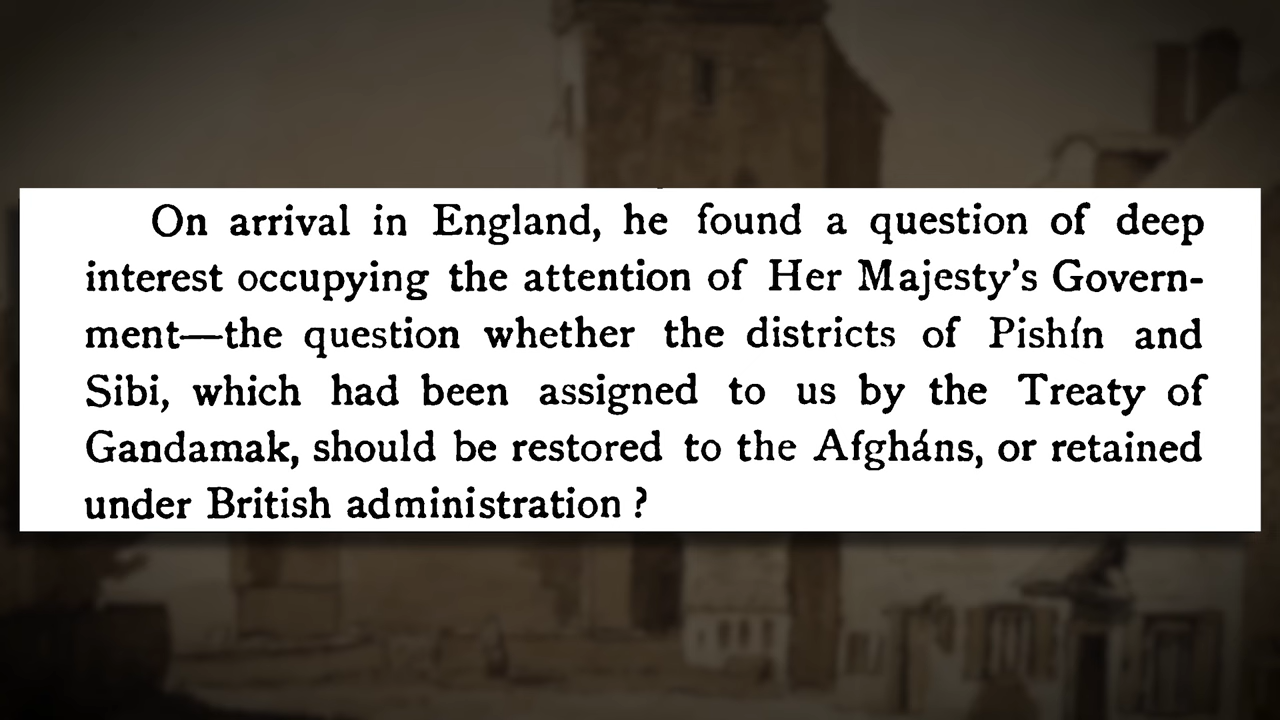 On arrival in England, he found a question of deep
interest occupying the attention of Her Majesty's Govern-
ment—the question whether the districts of Pishín and
Sibi, which had been assigned to us by the Treaty of
Gandamak, should be restored to the Afgháns, or retained
under British administration ?